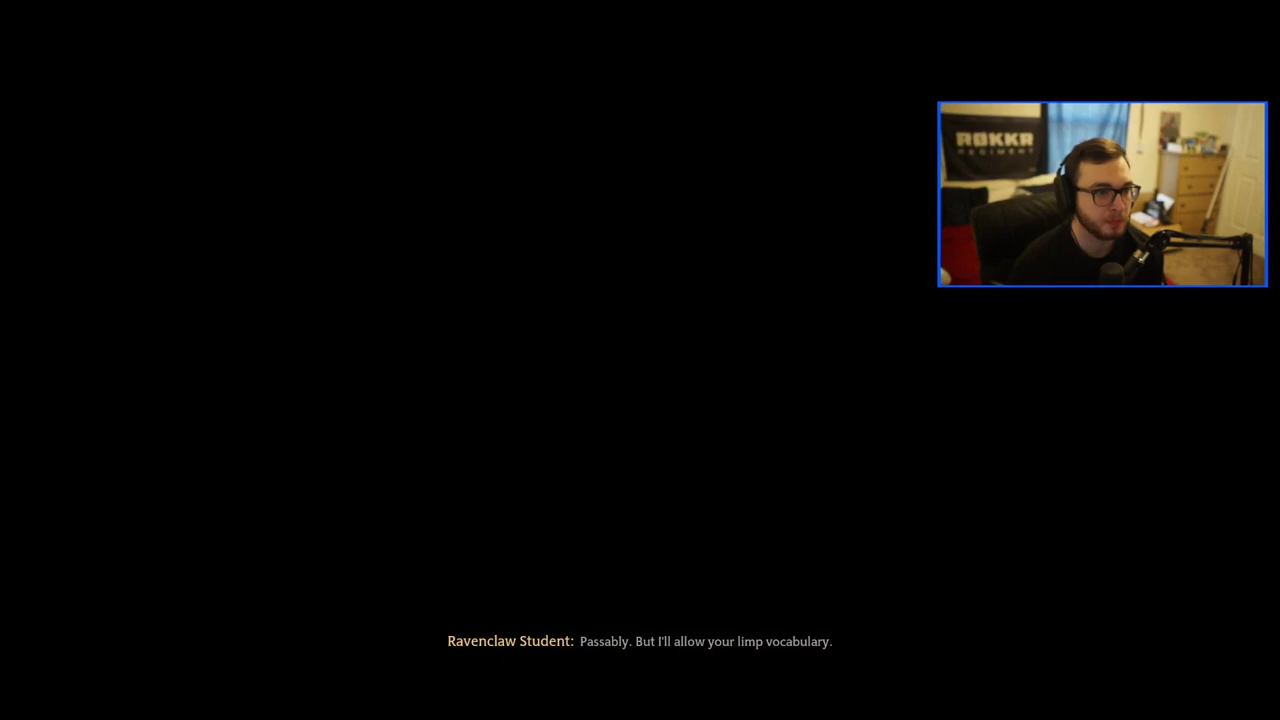 RØKKR
REGIMENT
Ravenclaw Student: Passably. But I'll allow your limp vocabulary.